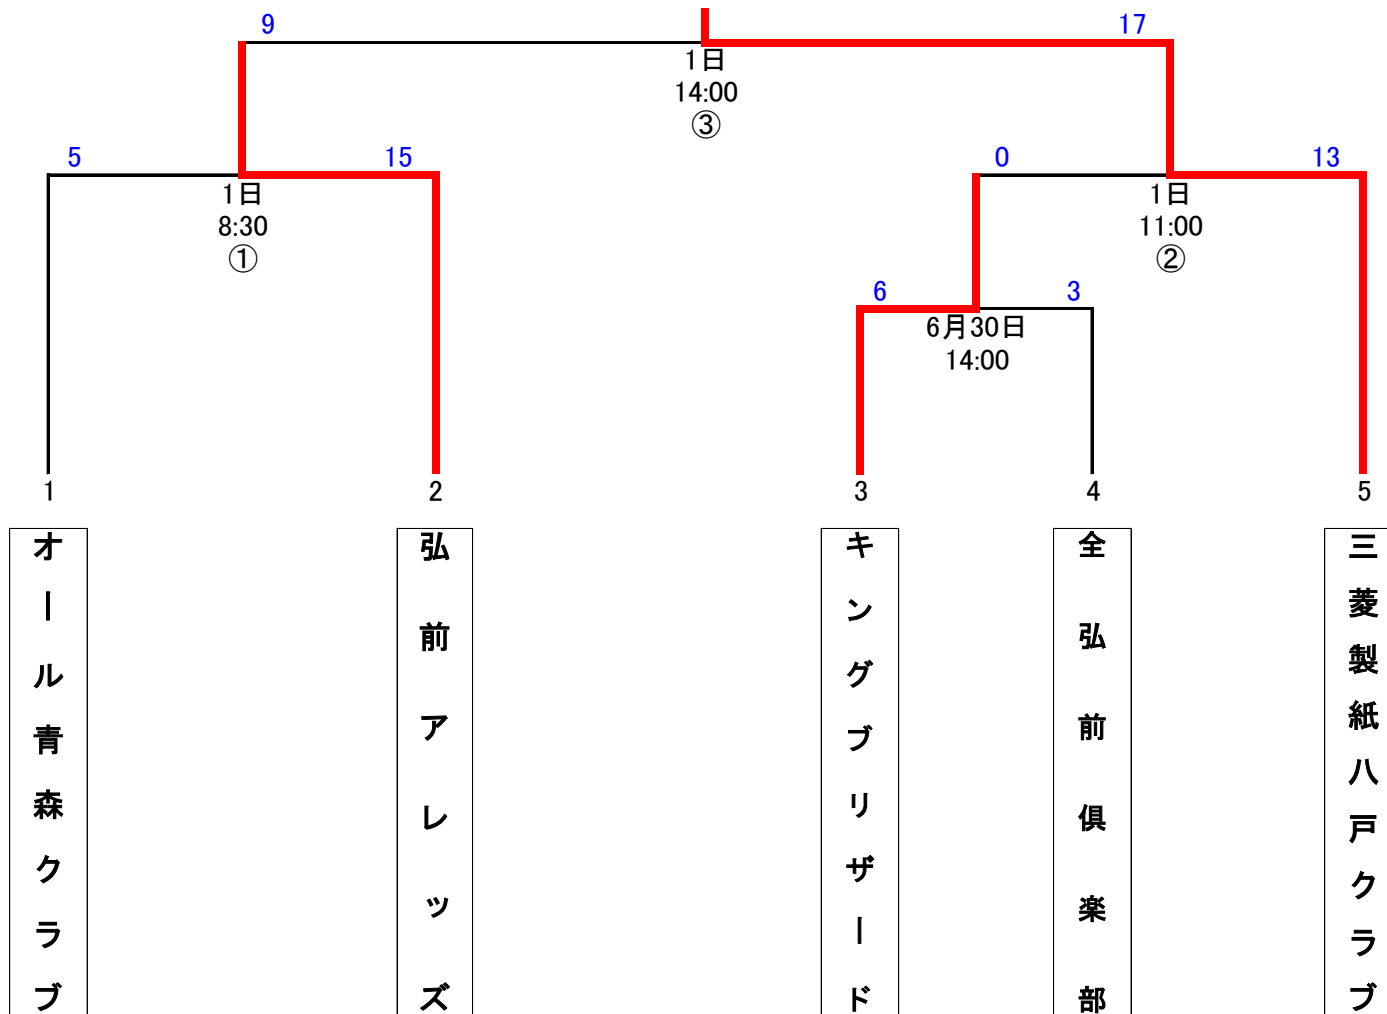 9
17
1日
14:00
③
5
15
0
13
1日
8:30
①
1日
11:00
②
6
3
6月30日
14:00
1
2
3
4
5
オール青森クラブ
弘前アレッズ
キングブリザード
全弘前倶楽部
三菱製紙八戸クラブ